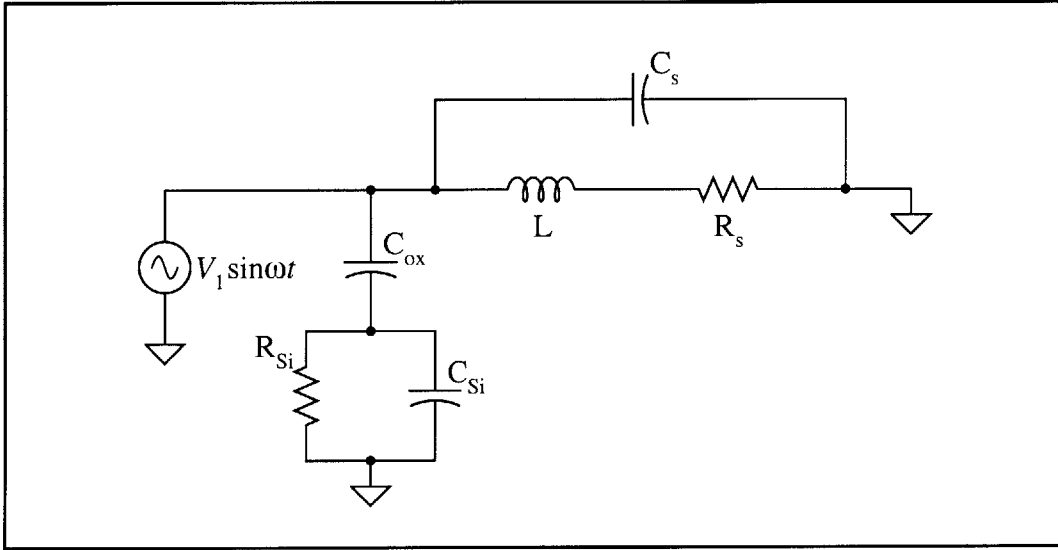 C_s
L
R_s
C_ox
V_1 sinωt
R_Si
C_Si